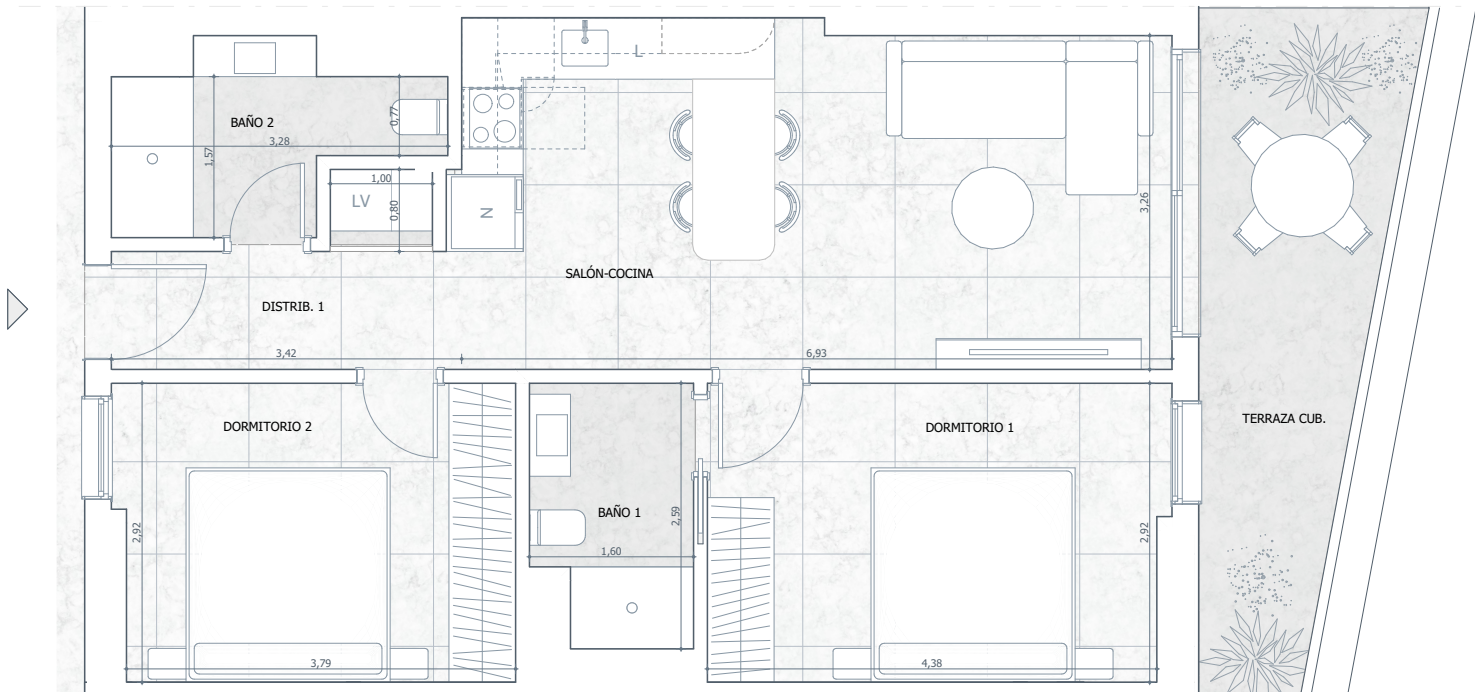 BAÑO 2
3,28
1,57
0,77
1,00
LV
0,80
N
L
3,26
SALÓN-COCINA
DISTRIB. 1
3,42
6,93
DORMITORIO 2
2,92
3,79
BAÑO 1
2,59
1,60
DORMITORIO 1
2,92
4,38
TERRAZA CUB.